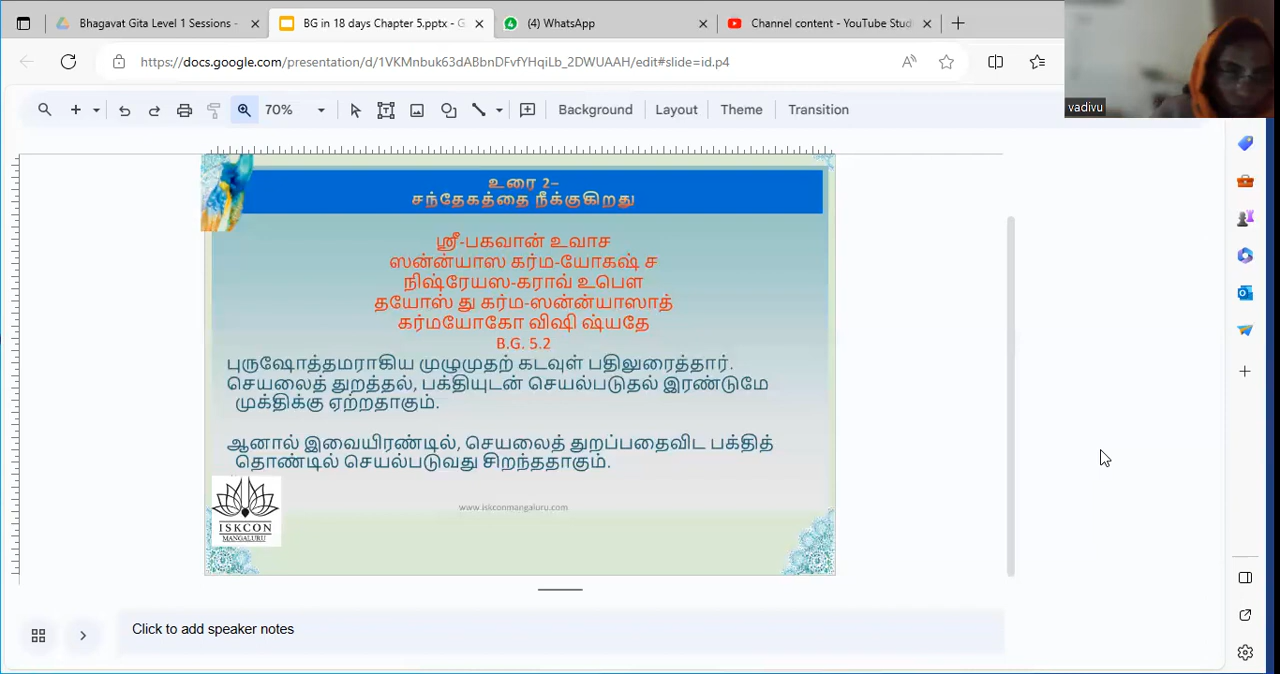 Bhagavat Gita Level 1 Sessions -
BG in 18 days Chapter 5.pptx - G
(4) WhatsApp
Channel content - YouTube Stud
https://docs.google.com/presentation/d/1VKMnbuk63dABbnDFvfYHqiLb_2DWUAAH/edit#slide=id.p4
vadivu
70%
Background
Layout
Theme
Transition
உரை 2–
சந்தேகத்தை நீக்குகிறது
ஸ்ரீ-பகவான் உவாச
ஸன்ன்யாஸ கர்ம-யோகஷ் ச
நிஷ்ரேயஸ-கராவ் உபௌ
தயோஸ் து கர்ம-ஸன்ன்யாஸாத்
கர்மயோகோ விஷி ஷ்யதே
B.G. 5.2
புருஷோத்தமராகிய முழுமுதற் கடவுள் பதிலுரைத்தார்.
செயலைத் துறத்தல், பக்தியுடன் செயல்படுதல் இரண்டுமே
முக்திக்கு ஏற்றதாகும்.
ஆனால் இவையிரண்டில், செயலைத் துறப்பதைவிட பக்தித்
தொண்டில் செயல்படுவது சிறந்ததாகும்.
ISKCON
MANGALURU
www.iskconmangaluru.com
Click to add speaker notes